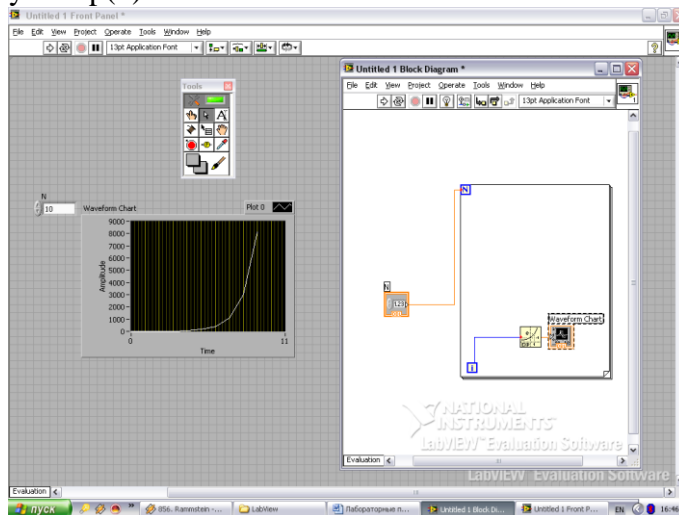 Untitled 1 Front Panel *
File Edit View Project Operate Tools Window Help
13pt Application Font
Tools
N
10
Waveform Chart
Plot 0
9000
8000
7000
6000
5000
4000
3000
2000
1000
0
Amplitude
0
11
Time
Untitled 1 Block Diagram *
File Edit View Project Operate Tools Window Help
13pt Application Font
N
N
123
Waveform Chart
EXP
i
NATIONAL
INSTRUMENTS
LabVIEW Evaluation Software
Evaluation
LabVIEW Evaluation Software
Evaluation
пуск
856. Rammstein -...
LabView
Лабораторные п...
Untitled 1 Block Di...
Untitled 1 Front P...
EN
16:46